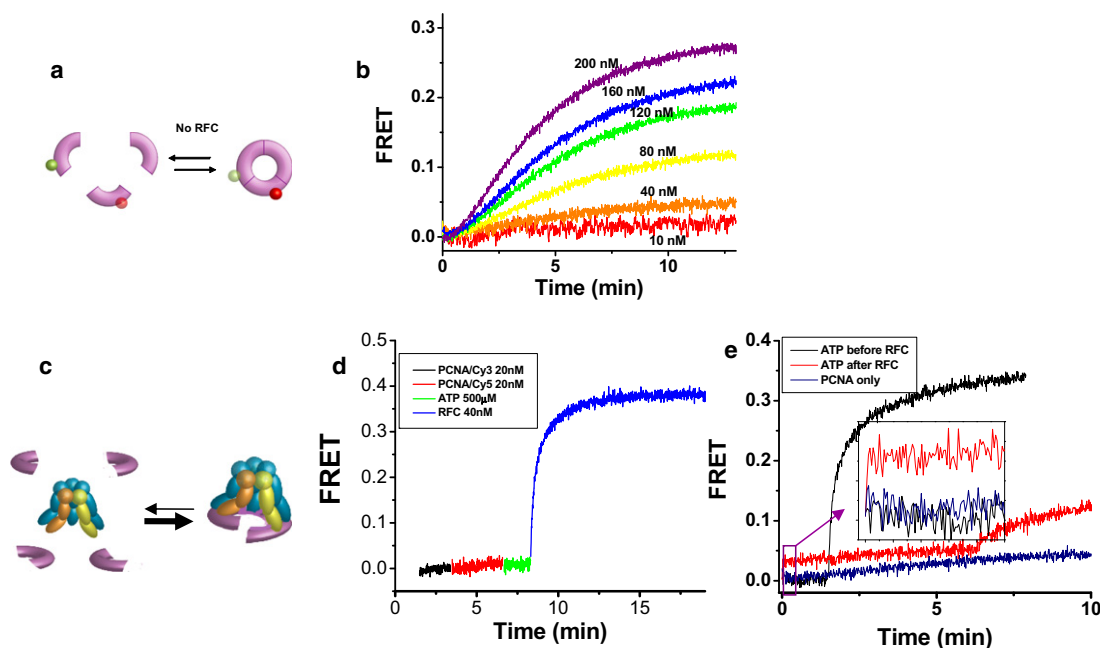 a
No RFC
b
FRET
0.3
0.2
0.1
0.0
200 nM
160 nM
120 nM
80 nM
40 nM
10 nM
0
5
10
Time (min)
c
d
FRET
0.5
0.4
0.3
0.2
0.1
0.0
PCNA/Cy3 20nM
PCNA/Cy5 20nM
ATP 500μM
RFC 40nM
0
5
10
15
Time (min)
e
FRET
0.4
0.3
0.2
0.1
0.0
ATP before RFC
ATP after RFC
PCNA only
0
5
10
Time (min)